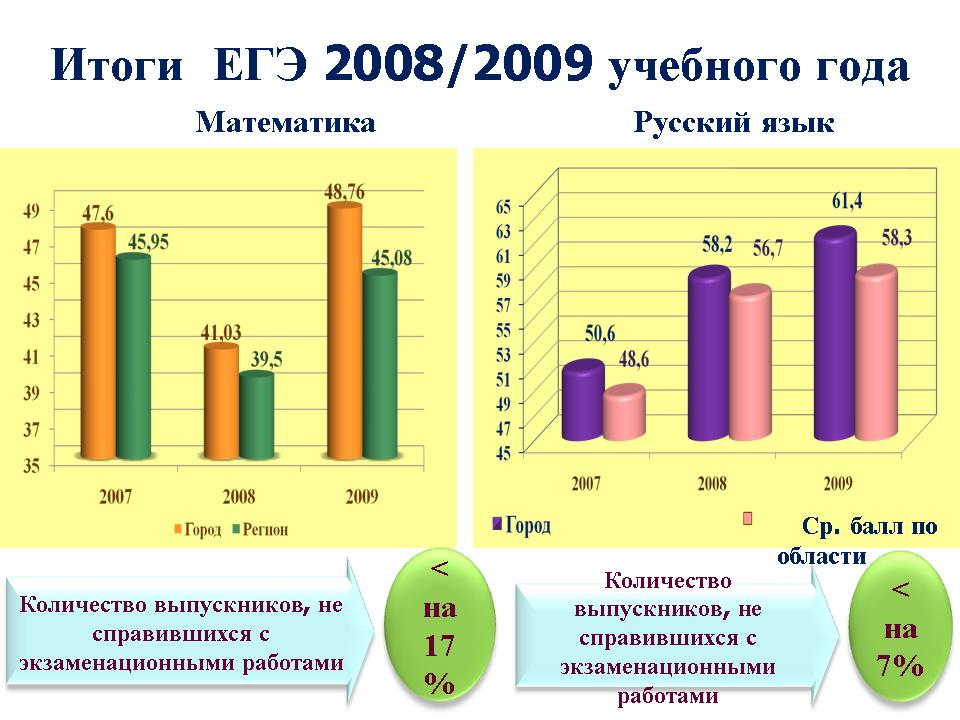 Итоги ЕГЭ 2008/2009 учебного года
Математика
49
47
45
43
41
39
37
35
47,6
45,95
41,03
39,5
48,76
45,08
2007 2008 2009
Город Регион
Количество выпускников, не
справившихся с
экзаменационными работами
<
на
17
%
Русский язык
65
63
61
59
57
55
53
51
49
47
45
50,6
48,6
58,2
56,7
61,4
58,3
2007 2008 2009
Город
Ср. балл по
области
Количество
выпускников, не
справившихся с
экзаменационными
работами
<
на
7%